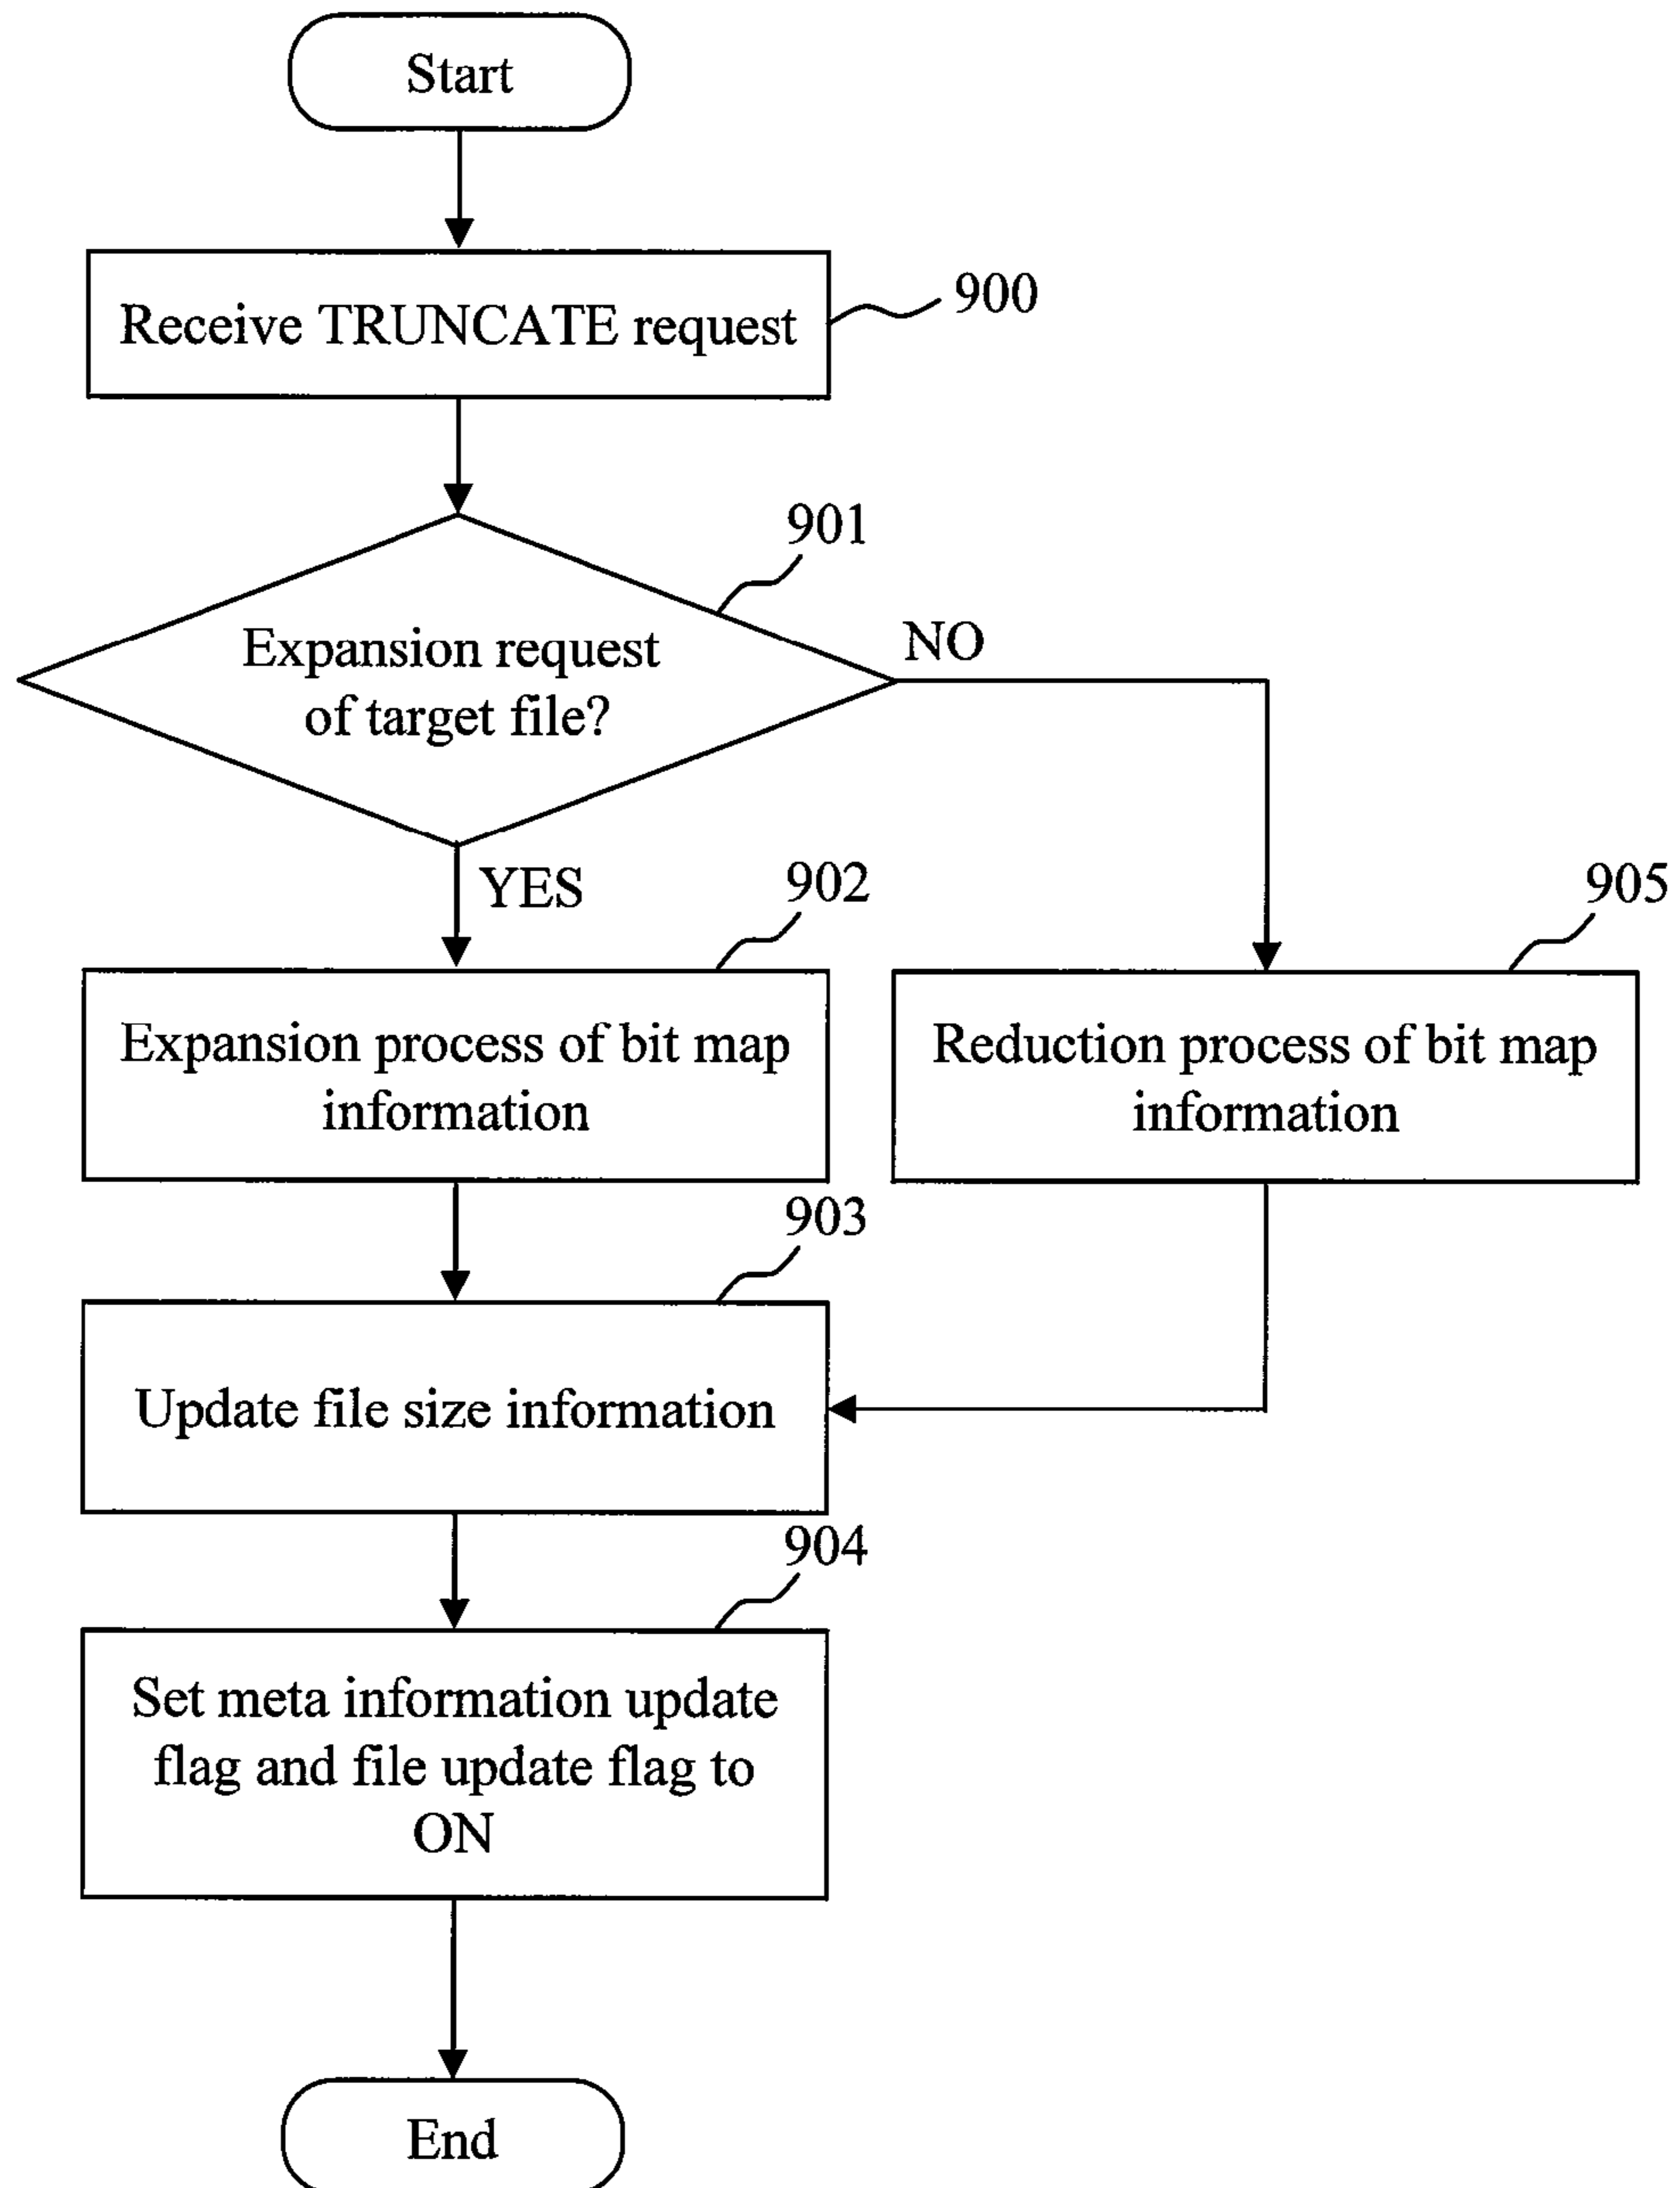 Start
Receive TRUNCATE request
900
901
Expansion request
of target file?
NO
YES
902
905
Expansion process of bit map
information
Reduction process of bit map
information
903
Update file size information
904
Set meta information update
flag and file update flag to
ON
End